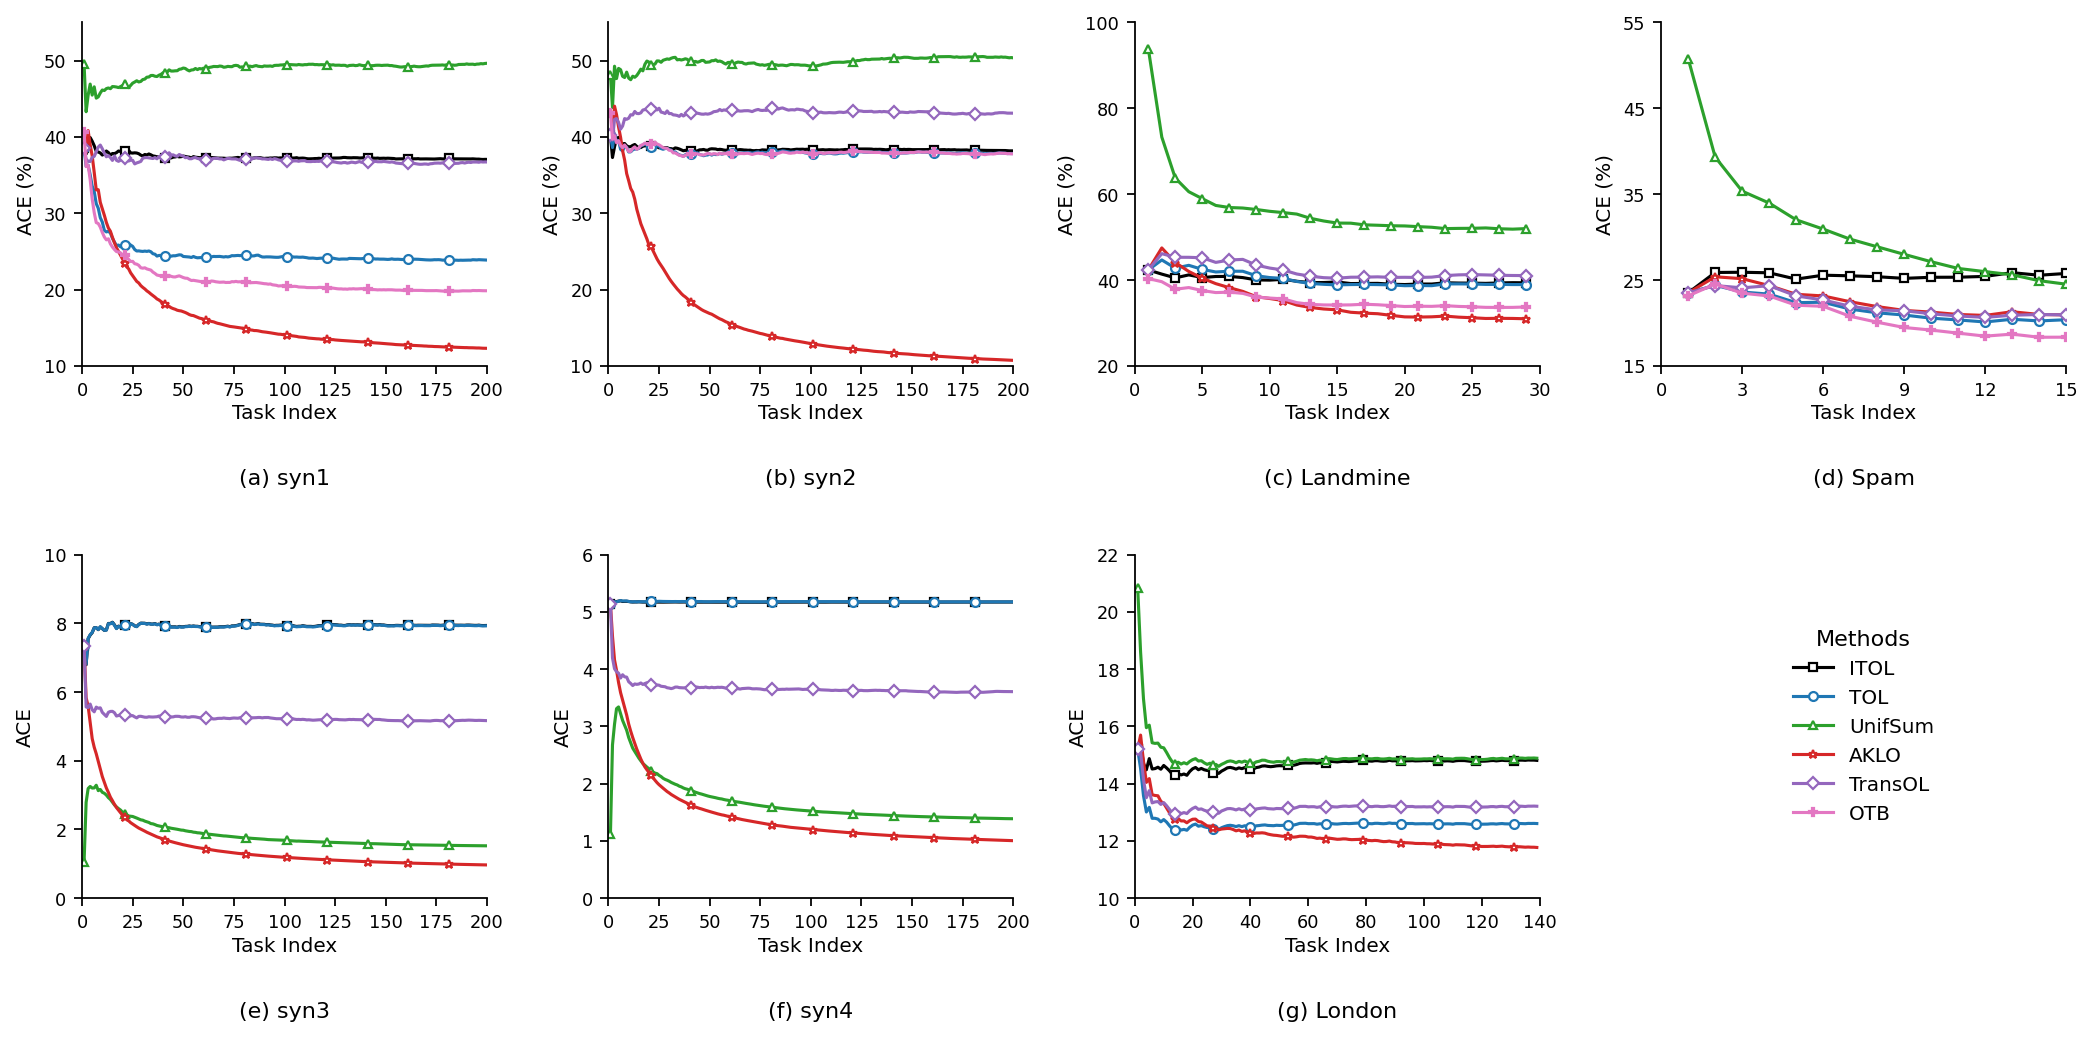 ACE (%)
50
40
30
20
10
0 25 50 75 100 125 150 175 200
Task Index
(a) syn1
ACE (%)
50
40
30
20
10
0 25 50 75 100 125 150 175 200
Task Index
(b) syn2
ACE (%)
100
80
60
40
20
0 5 10 15 20 25 30
Task Index
(c) Landmine
ACE (%)
55
45
35
25
15
0 3 6 9 12 15
Task Index
(d) Spam
ACE
10
8
6
4
2
0
0 25 50 75 100 125 150 175 200
Task Index
(e) syn3
ACE
6
5
4
3
2
1
0
0 25 50 75 100 125 150 175 200
Task Index
(f) syn4
ACE
22
20
18
16
14
12
10
0 20 40 60 80 100 120 140
Task Index
(g) London
Methods
ITOL
TOL
UnifSum
AKLO
TransOL
OTB